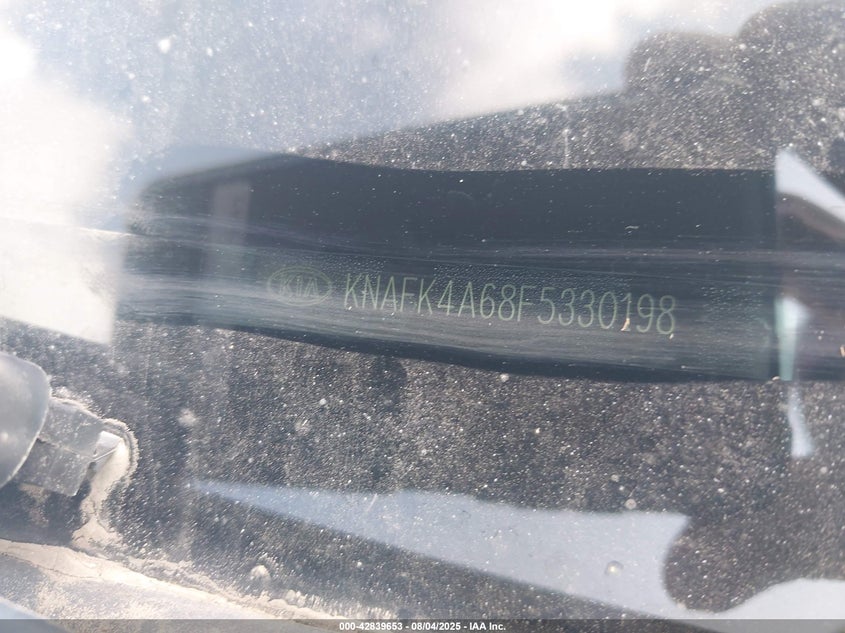 KIA KNAFK4A68F5330198
000-42839653 - 08/04/2025 - IAA Inc.